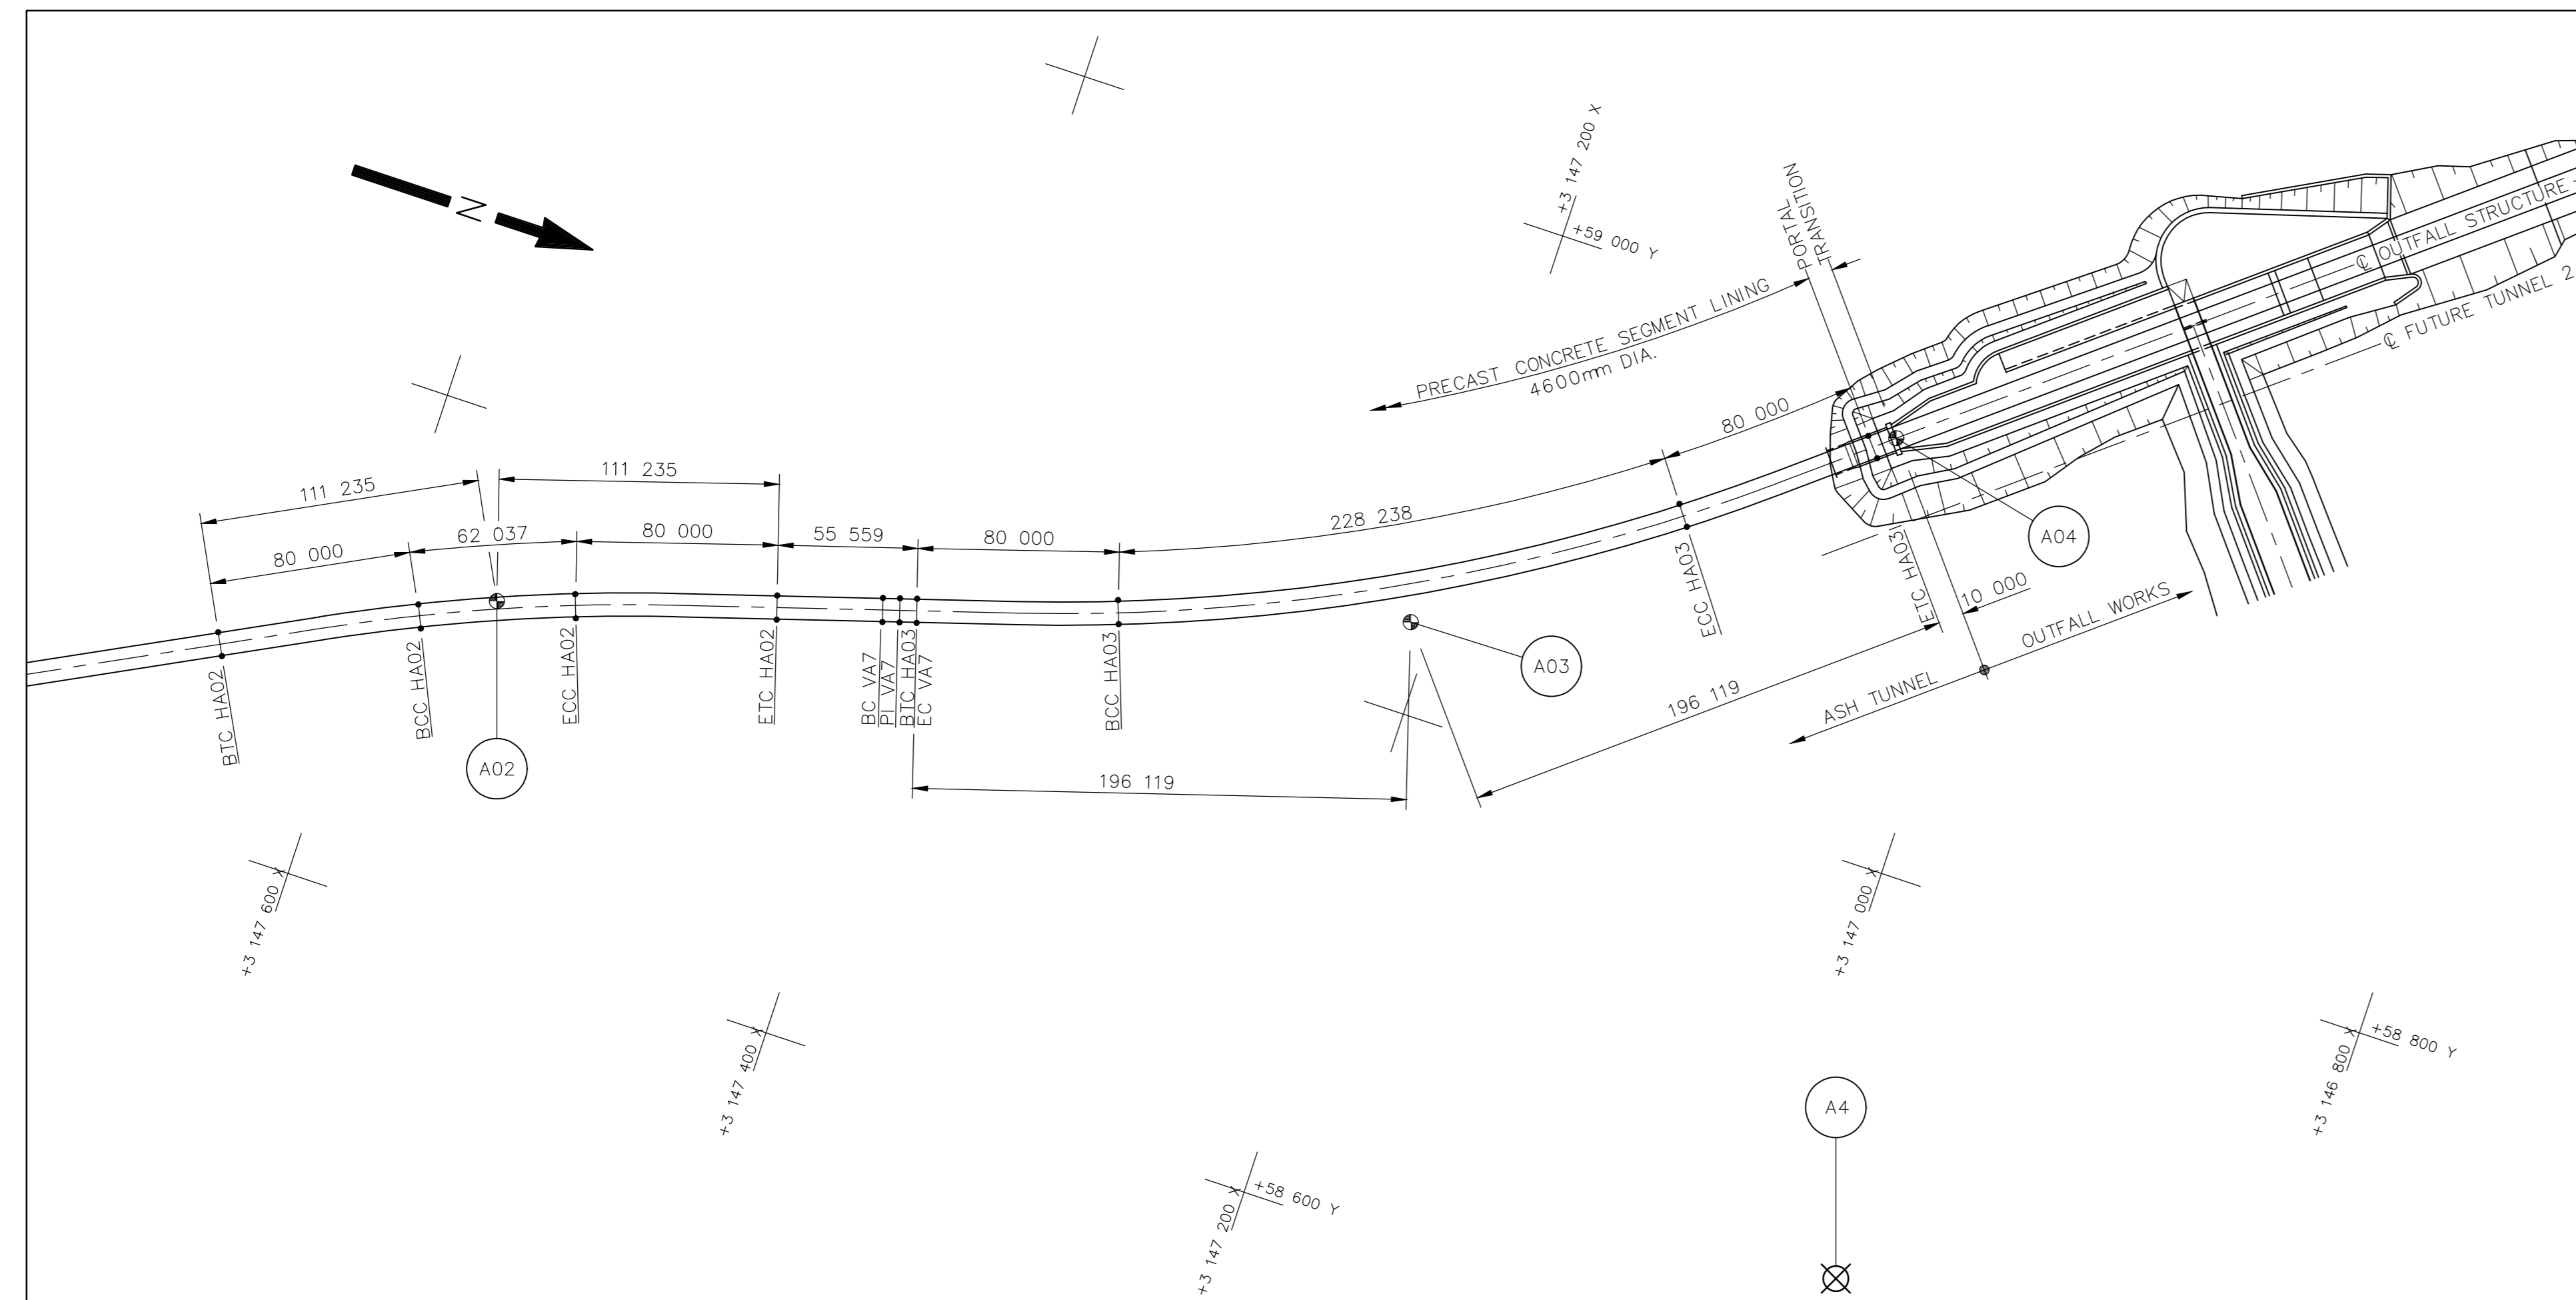 N
+3 147 200 X
+59 000 Y
PORTAL
TRANSITION
PRECAST CONCRETE SEGMENT LINING
4600mm DIA.
℄ OUTFALL STRUCTURE
℄ FUTURE TUNNEL 2
111 235
111 235
80 000
62 037
80 000
55 559
80 000
228 238
80 000
BTC HA02
BCC HA02
ECC HA02
ETC HA02
BC VA7
PI VA7
BTC HA03
EC VA7
BCC HA03
ECC HA03
ETC HA03
A02
A03
A04
10 000
OUTFALL WORKS
ASH TUNNEL
196 119
196 119
+3 147 600 X
+3 147 400 X
+3 147 200 X
+58 600 Y
+3 147 000 X
+3 146 800 X
+58 800 Y
A4